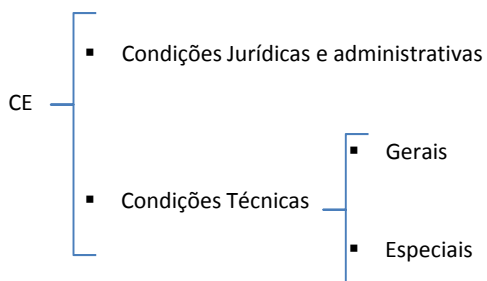 Condições Jurídicas e administrativas
CE
Gerais
Condições Técnicas
Especiais